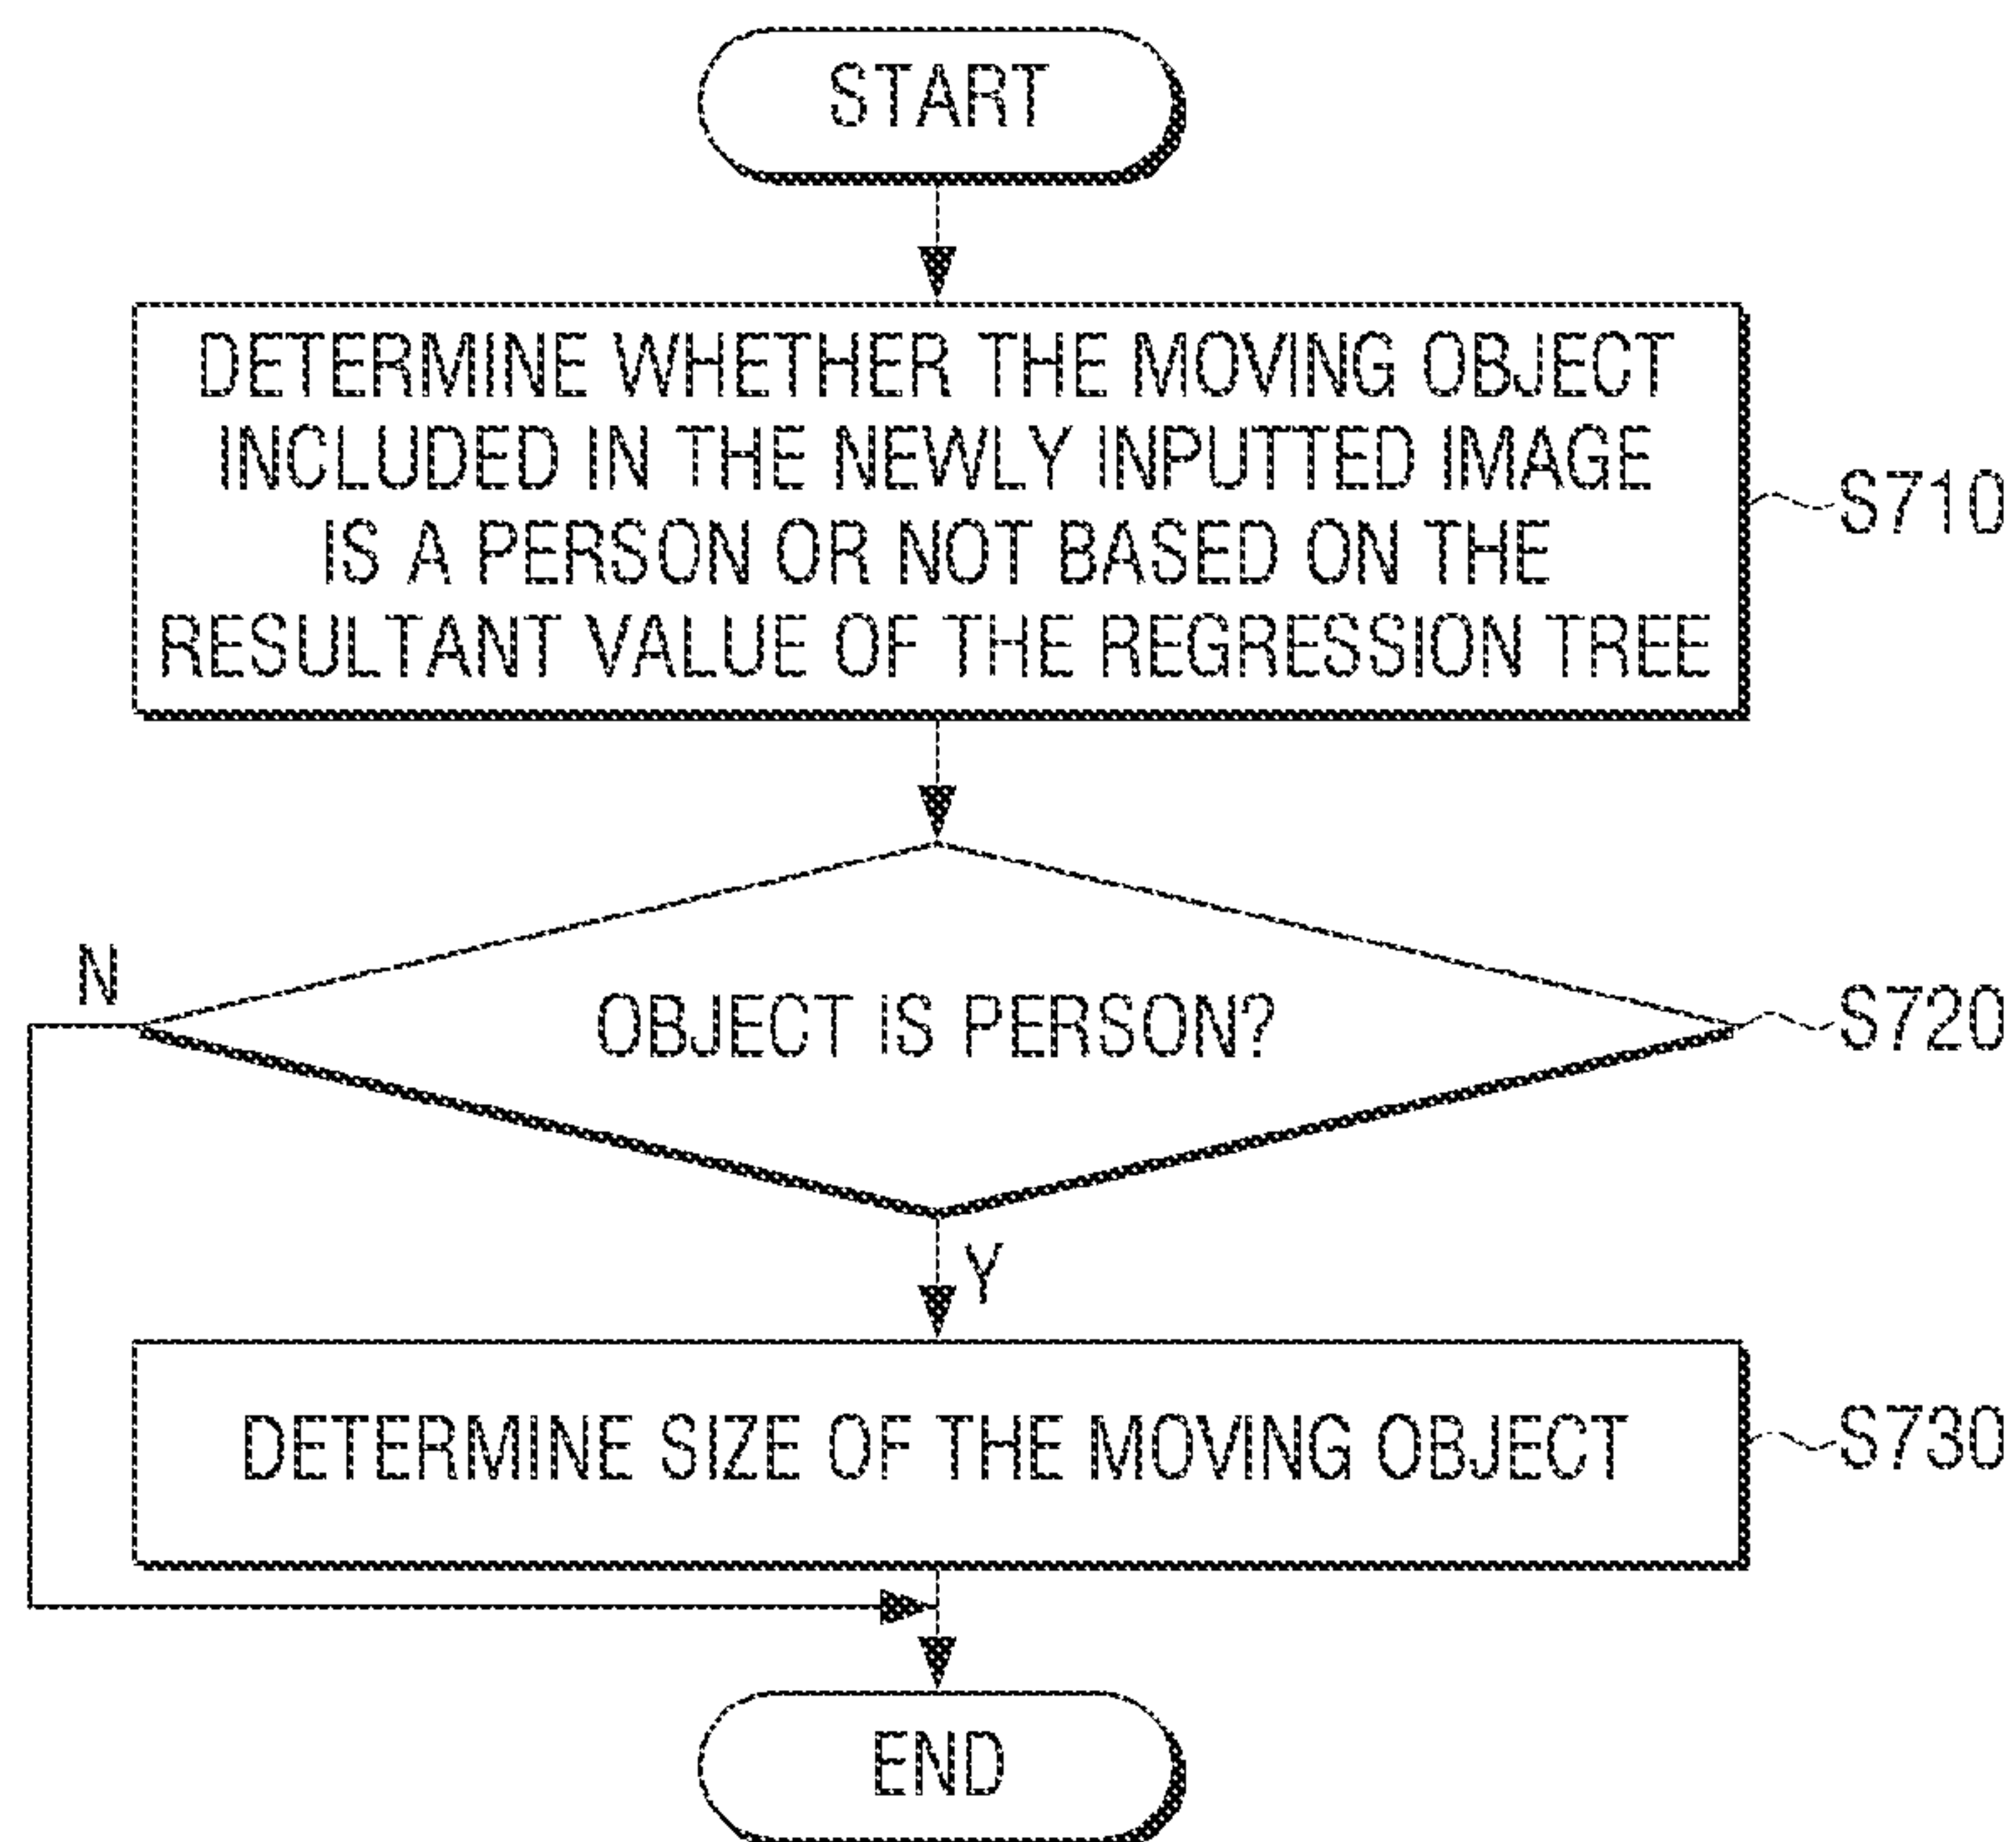 START
DETERMINE WHETHER THE MOVING OBJECT
INCLUDED IN THE NEWLY INPUTTED IMAGE
IS A PERSON OR NOT BASED ON THE
RESULTANT VALUE OF THE REGRESSION TREE
S710
N
OBJECT IS PERSON?
S720
Y
DETERMINE SIZE OF THE MOVING OBJECT
S730
END